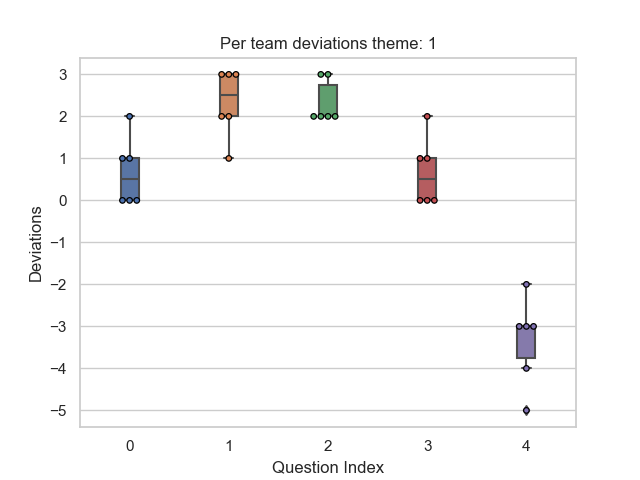 Per team deviations theme: 1
3
2
1
0
−1
−2
−3
−4
−5
Deviations
0 1 2 3 4
Question Index